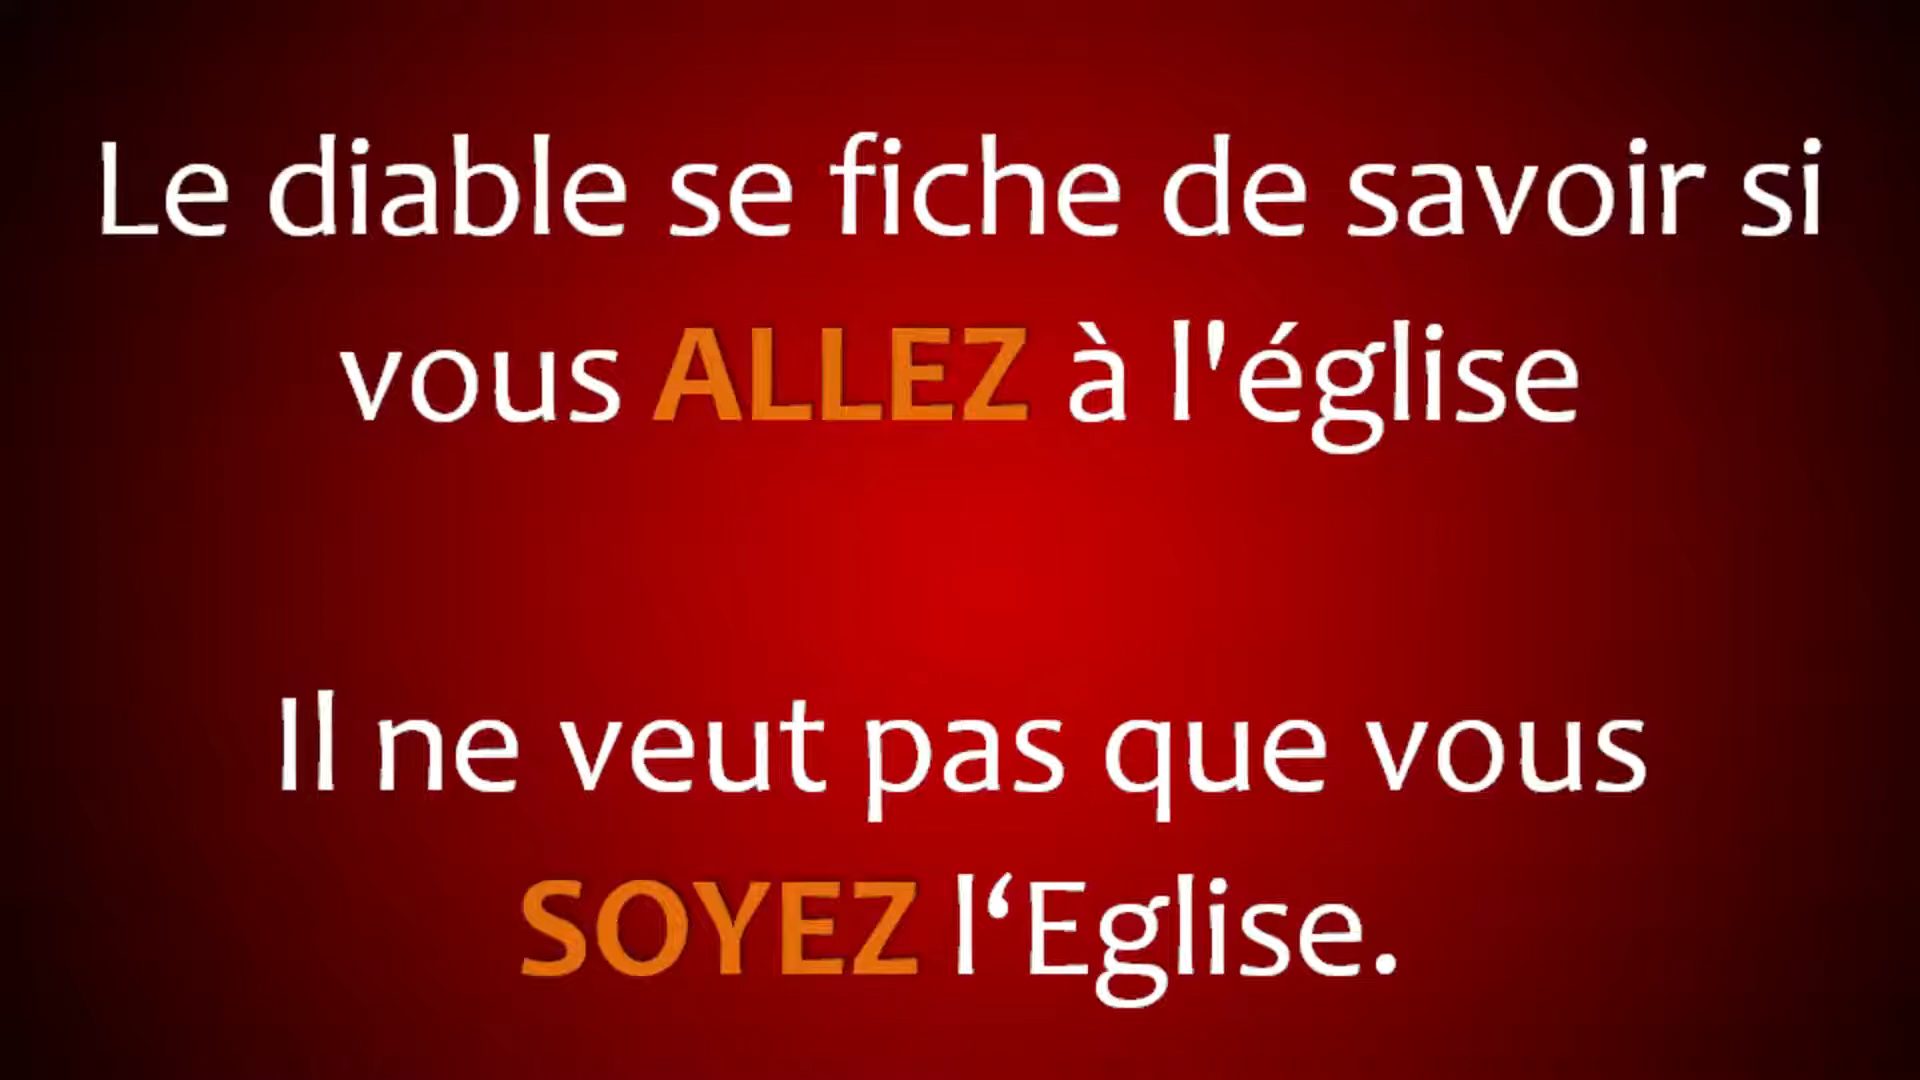 Le diable se fiche de savoir si
vous ALLEZ à l'église
Il ne veut pas que vous
SOYEZ l‘Eglise.